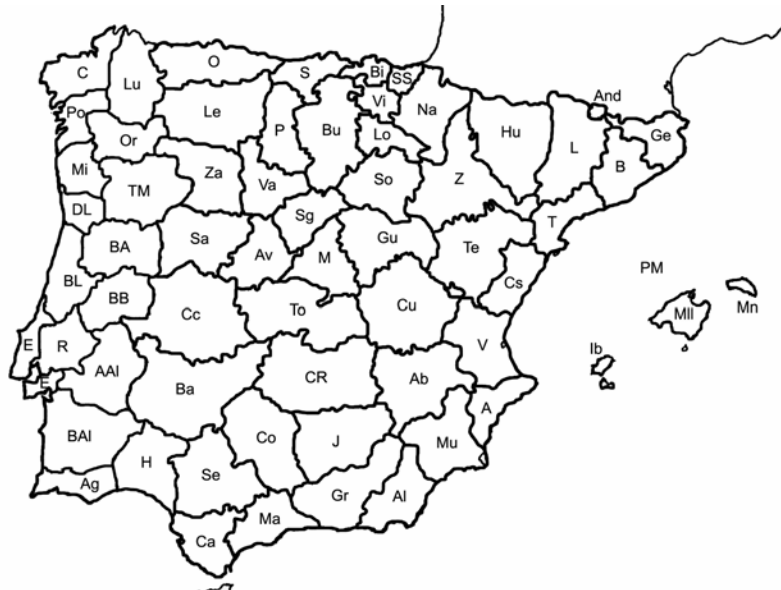 C
Lu
O
S
Bi
SS
Po
Le
P
Bu
Vi
Na
And
Or
Lo
Hu
L
Ge
Mi
TM
Za
Va
So
Z
B
DL
Sg
T
BA
Sa
Av
M
Gu
Te
BL
BB
Cc
To
Cu
Cs
PM
Mll
Mn
E
R
AAl
V
Ib
E
Ba
CR
Ab
A
BAl
H
Se
Co
J
Mu
Ag
Gr
Al
Ca
Ma